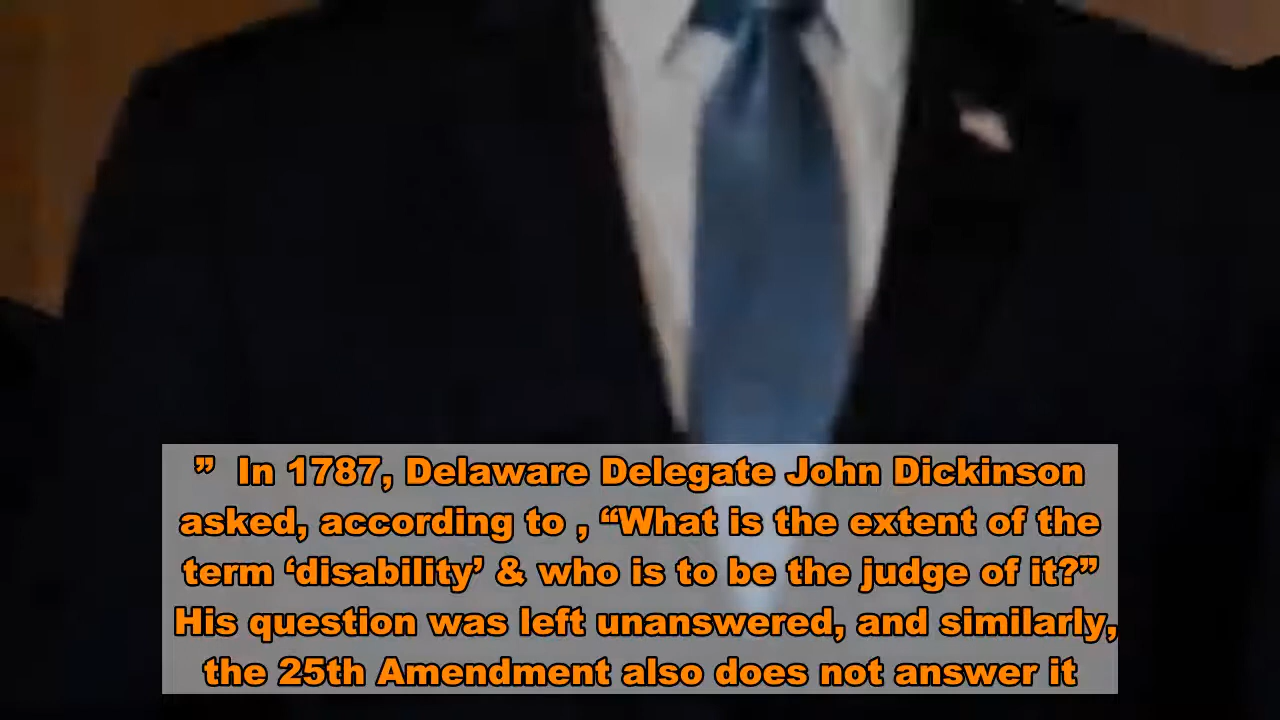 ”  In 1787, Delaware Delegate John Dickinson
asked, according to , “What is the extent of the
term ‘disability’ & who is to be the judge of it?”
His question was left unanswered, and similarly,
the 25th Amendment also does not answer it